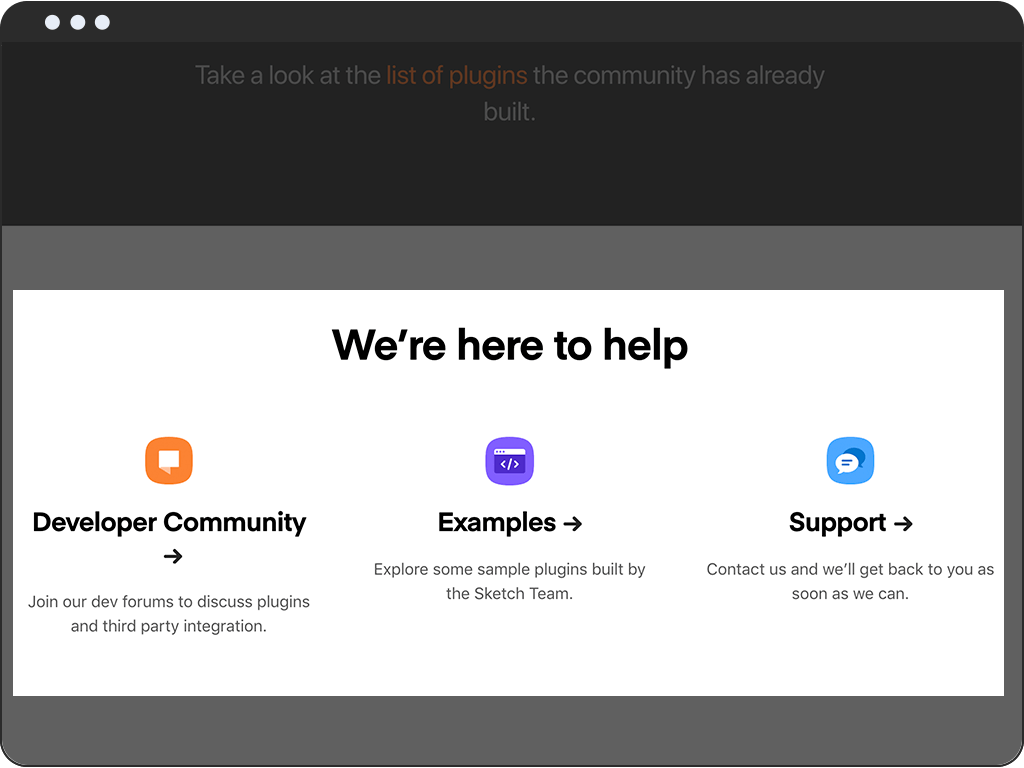 Take a look at the list of plugins the community has already
built.
We’re here to help
Developer Community
→
Examples →
Support →
Join our dev forums to discuss plugins
and third party integration.
Explore some sample plugins built by
the Sketch Team.
Contact us and we’ll get back to you as
soon as we can.